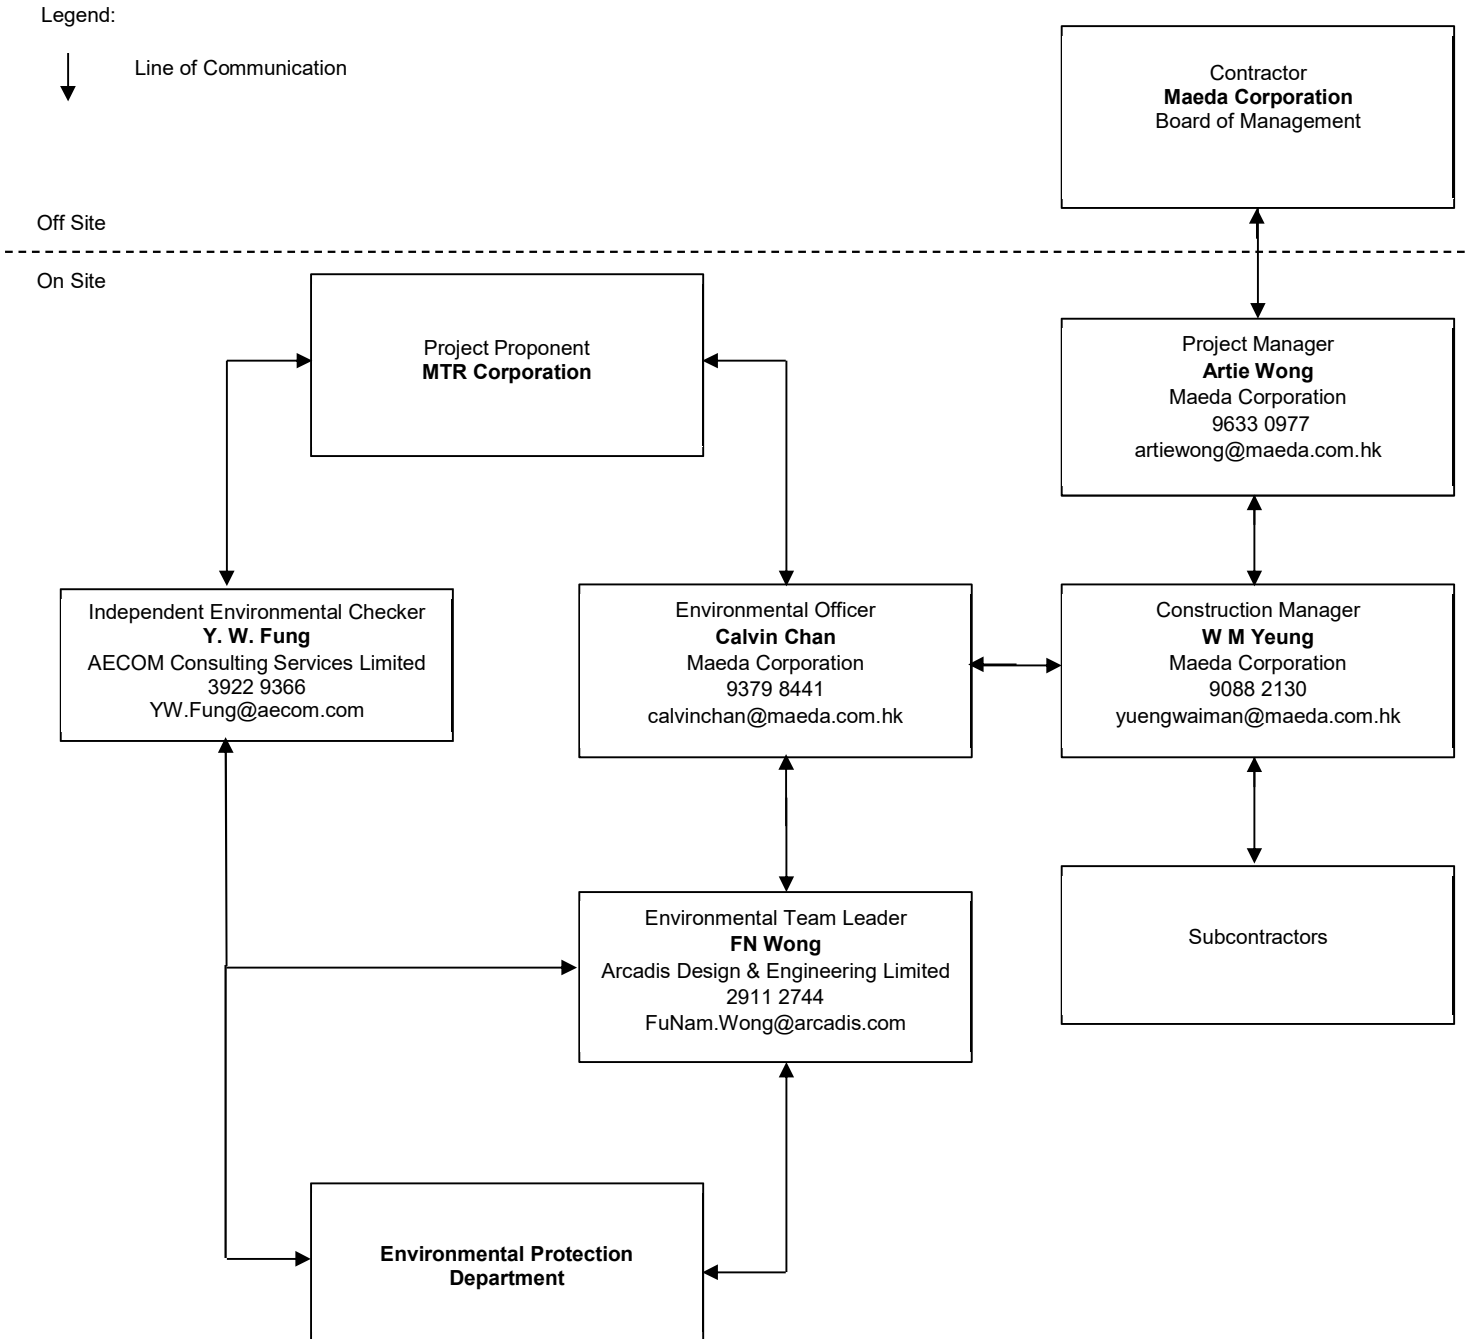 Legend:
Line of Communication
Contractor
Maeda Corporation
Board of Management
Off Site
On Site
Project Proponent
MTR Corporation
Project Manager
Artie Wong
Maeda Corporation
9633 0977
artiewong@maeda.com.hk
Independent Environmental Checker
Y. W. Fung
AECOM Consulting Services Limited
3922 9366
YW.Fung@aecom.com
Environmental Officer
Calvin Chan
Maeda Corporation
9379 8441
calvinchan@maeda.com.hk
Construction Manager
W M Yeung
Maeda Corporation
9088 2130
yuengwaiman@maeda.com.hk
Environmental Team Leader
FN Wong
Arcadis Design & Engineering Limited
2911 2744
FuNam.Wong@arcadis.com
Subcontractors
Environmental Protection
Department